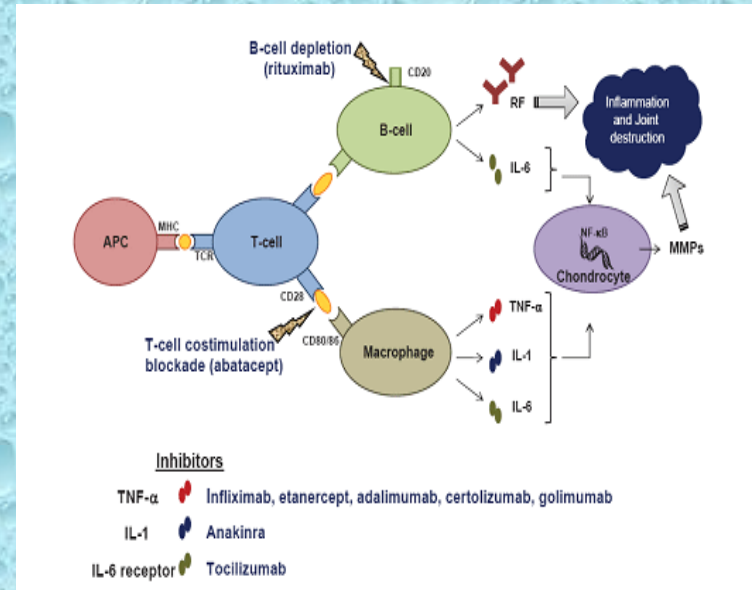 B-cell depletion
(rituximab)
CD20
B-cell
RF
IL-6
Inflammation
and Joint
destruction
APC
MHC
TCR
T-cell
NF-κB
Chondrocyte
MMPs
CD28
CD80/86
T-cell costimulation
blockade (abatacept)
Macrophage
TNF-α
IL-1
IL-6
Inhibitors
TNF-α Infliximab, etanercept, adalimumab, certolizumab, golimumab
IL-1 Anakinra
IL-6 receptor Tocilizumab